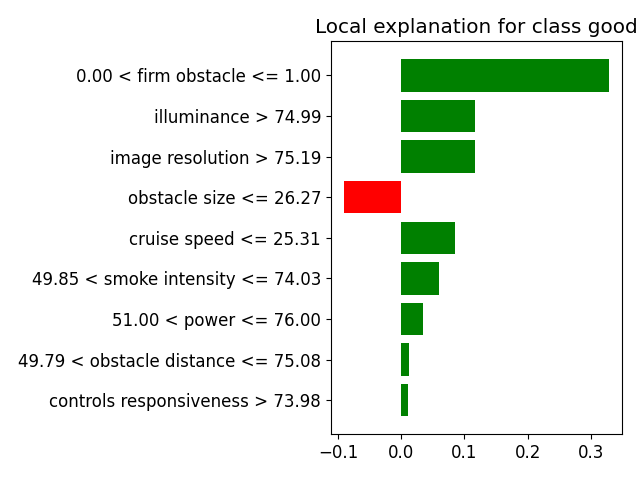 Local explanation for class good
0.00 < firm obstacle <= 1.00
illuminance > 74.99
image resolution > 75.19
obstacle size <= 26.27
cruise speed <= 25.31
49.85 < smoke intensity <= 74.03
51.00 < power <= 76.00
49.79 < obstacle distance <= 75.08
controls responsiveness > 73.98
−0.1 0.0 0.1 0.2 0.3